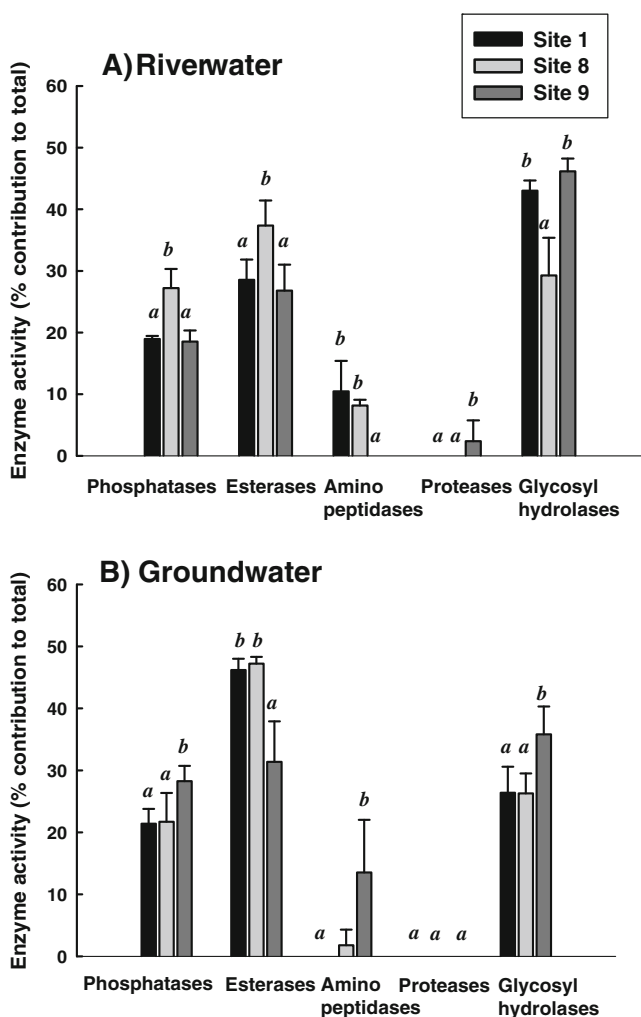 Site 1
Site 8
Site 9
A) Riverwater
Enzyme activity (% contribution to total)
60
50
40
30
20
10
0
a b a
a b a
b b a
a a b
b a b
Phosphatases Esterases Amino peptidases Proteases Glycosyl hydrolases
B) Groundwater
Enzyme activity (% contribution to total)
60
50
40
30
20
10
0
a a b
b b a
a b
a a a
a a b
Phosphatases Esterases Amino peptidases Proteases Glycosyl hydrolases